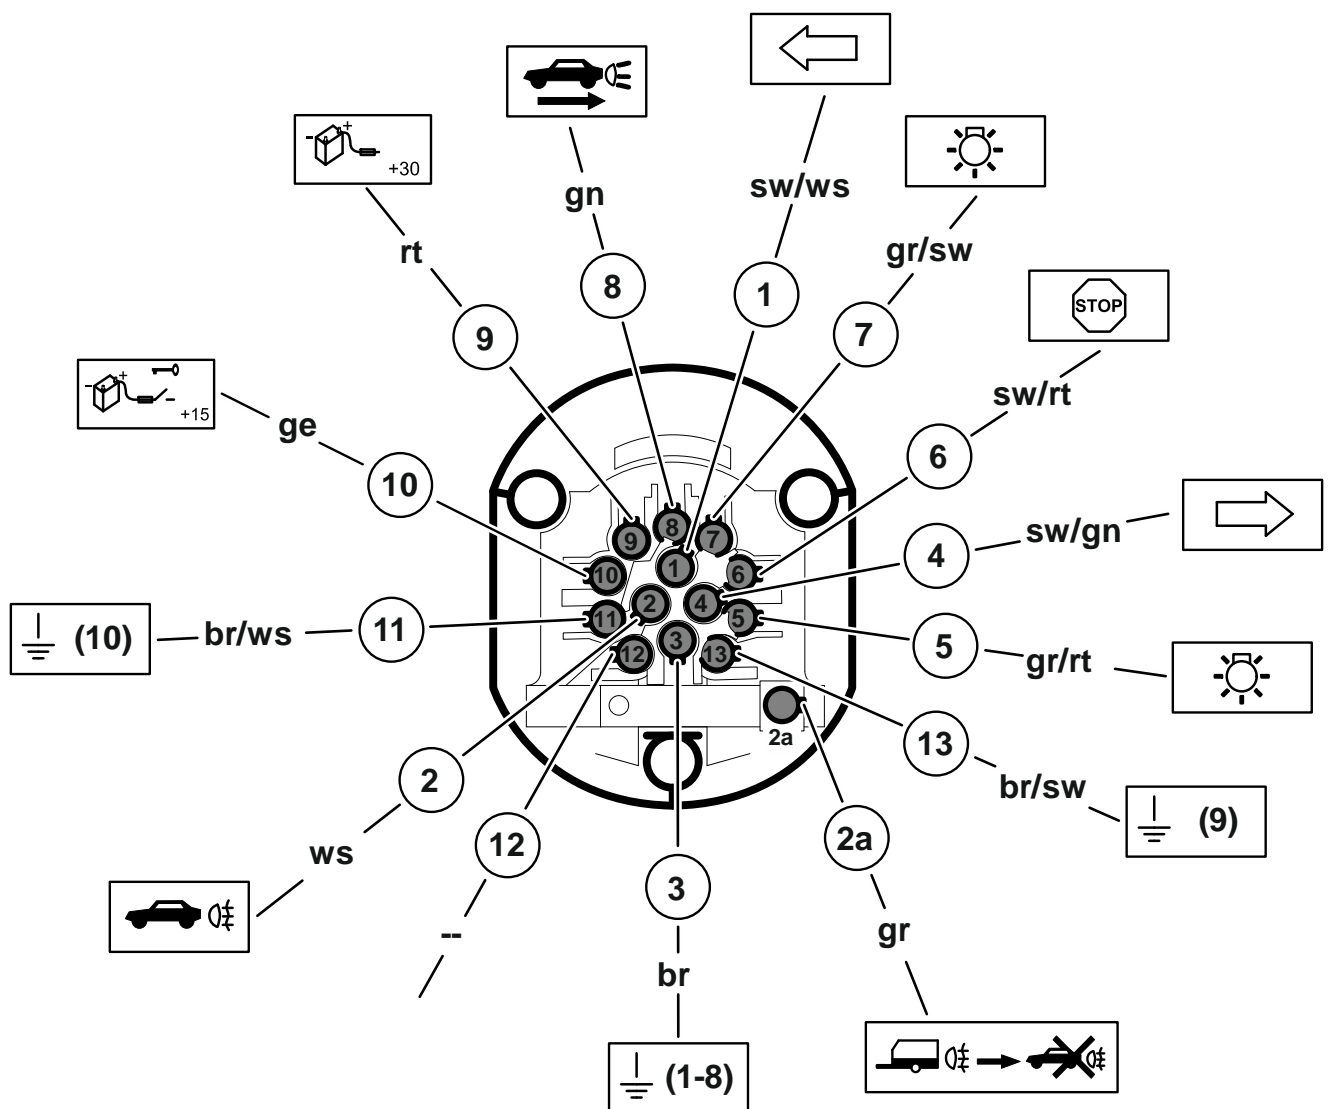 +30
-
+
gn
sw/ws
gr/sw
rt
8
1
7
9
STOP
-
+
+15
sw/rt
ge
6
10
sw/gn
4
8
9
7
1
10
6
2
4
11
5
3
12
13
(10)
br/ws
11
5
gr/rt
2a
13
br/sw
(9)
2
12
2a
ws
3
--
gr
br
(1-8)